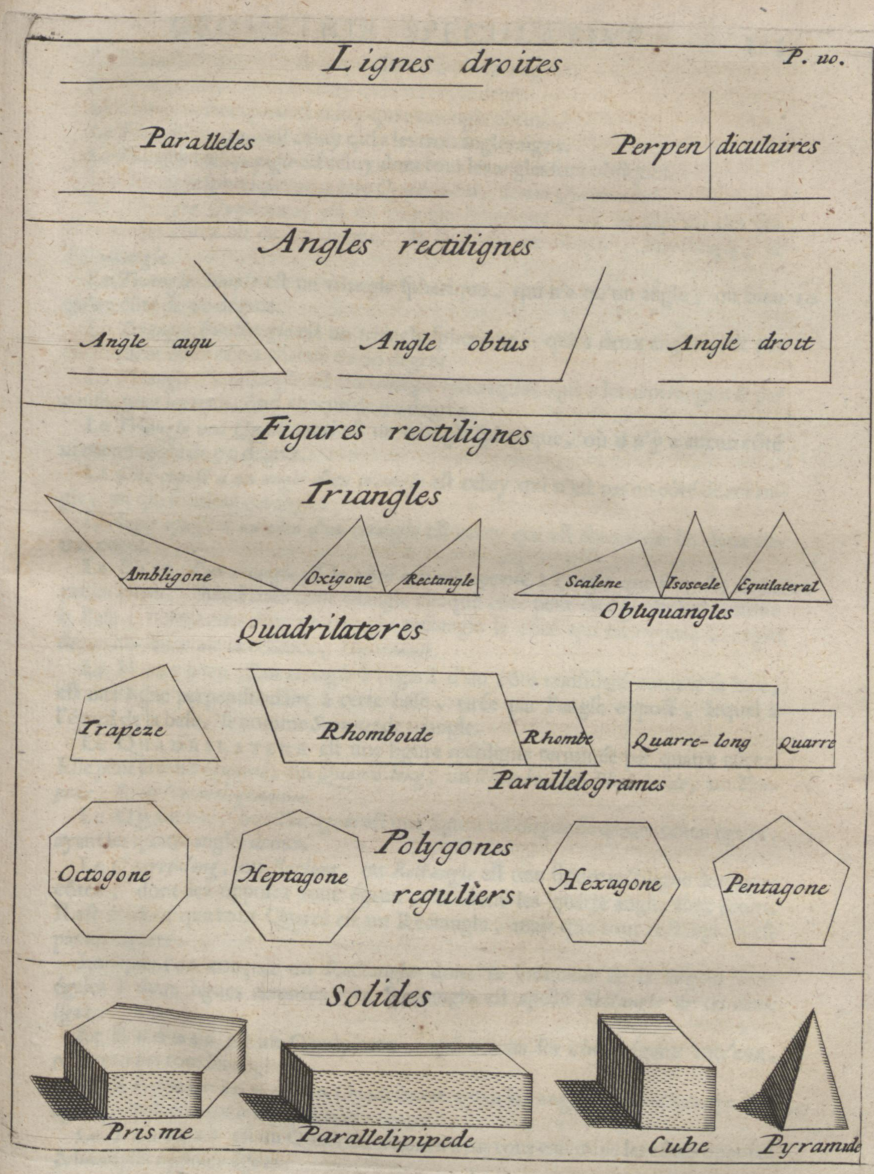 Lignes droites P. 110.
Paralleles Perpendiculaires
Angles rectilignes
Angle aigu Angle obtus Angle droit
Figures rectilignes
Triangles
Ambligone Oxigone Rectangle Scalene Isoscele Equilateral
Obliquangles
Quadrilateres
Trapeze Rhomboide Rhombe Quarre-long Quarre
Parallelogrames
Polygones
Octogone Heptagone Hexagone Pentagone
reguliers
Solides
Prisme Parallelipipede Cube Pyramide